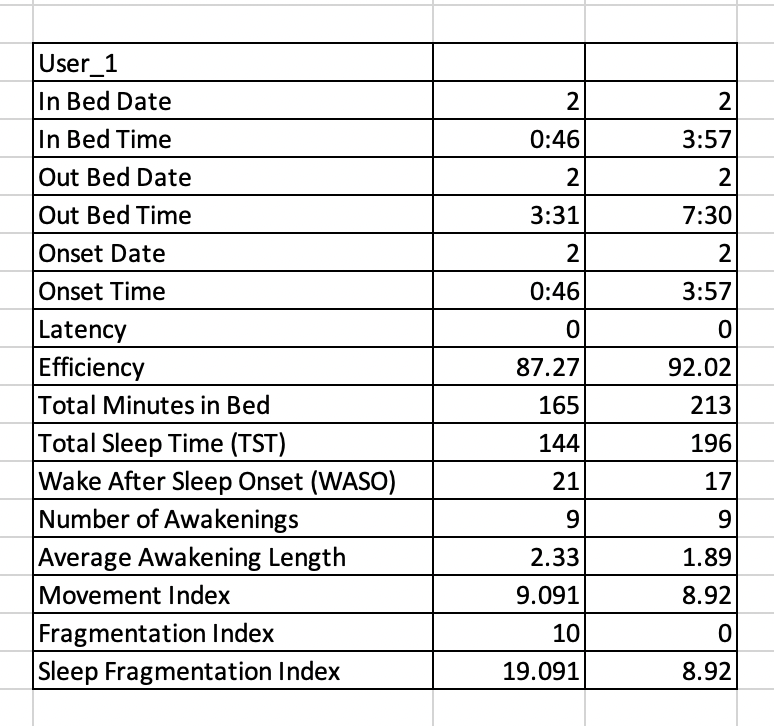 User_1
In Bed Date 2 2
In Bed Time 0:46 3:57
Out Bed Date 2 2
Out Bed Time 3:31 7:30
Onset Date 2 2
Onset Time 0:46 3:57
Latency 0 0
Efficiency 87.27 92.02
Total Minutes in Bed 165 213
Total Sleep Time (TST) 144 196
Wake After Sleep Onset (WASO) 21 17
Number of Awakenings 9 9
Average Awakening Length 2.33 1.89
Movement Index 9.091 8.92
Fragmentation Index 10 0
Sleep Fragmentation Index 19.091 8.92